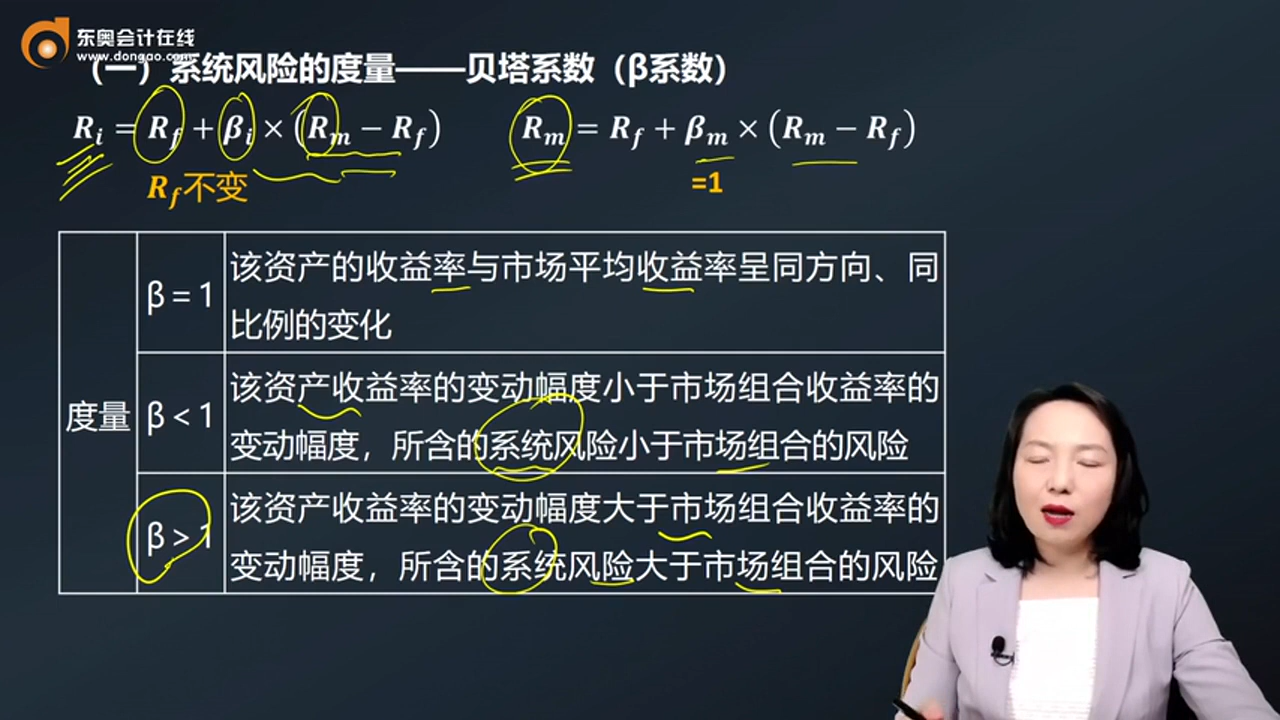 东奥会计在线
www.dongao.com
（一）系统风险的度量——贝塔系数（β系数）
R_i = R_f + β_i × (R_m − R_f)
R_m = R_f + β_m × (R_m − R_f)
R_f不变
=1
度量
β = 1
该资产的收益率与市场平均收益率呈同方向、同
比例的变化
β < 1
该资产收益率的变动幅度小于市场组合收益率的
变动幅度，所含的系统风险小于市场组合的风险
β > 1
该资产收益率的变动幅度大于市场组合收益率的
变动幅度，所含的系统风险大于市场组合的风险